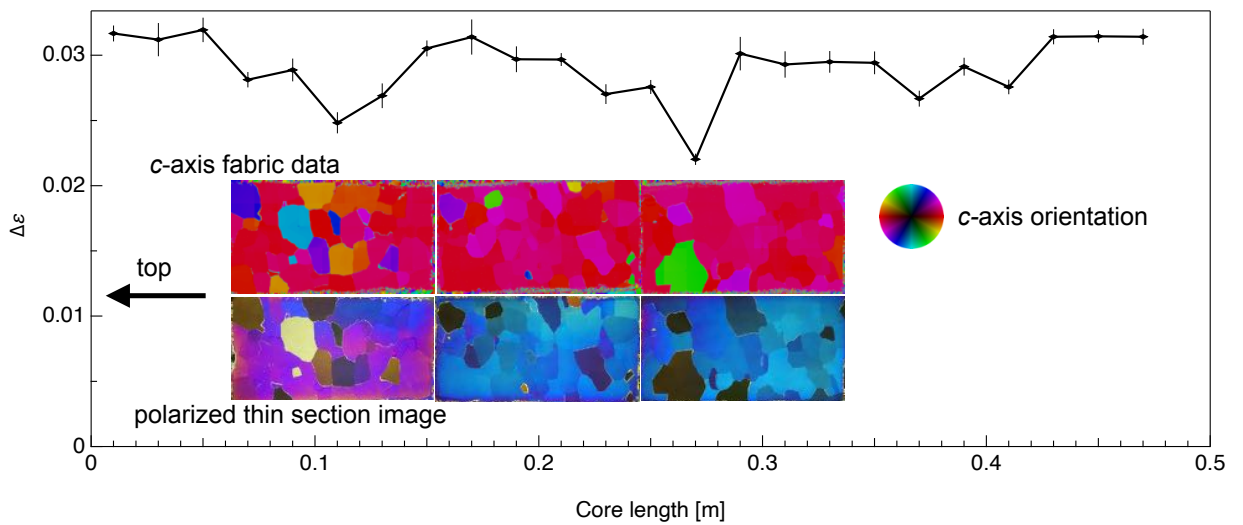 0.03
c-axis fabric data
0.02
Δε
c-axis orientation
top
0.01
polarized thin section image
0
0 0.1 0.2 0.3 0.4 0.5
Core length [m]